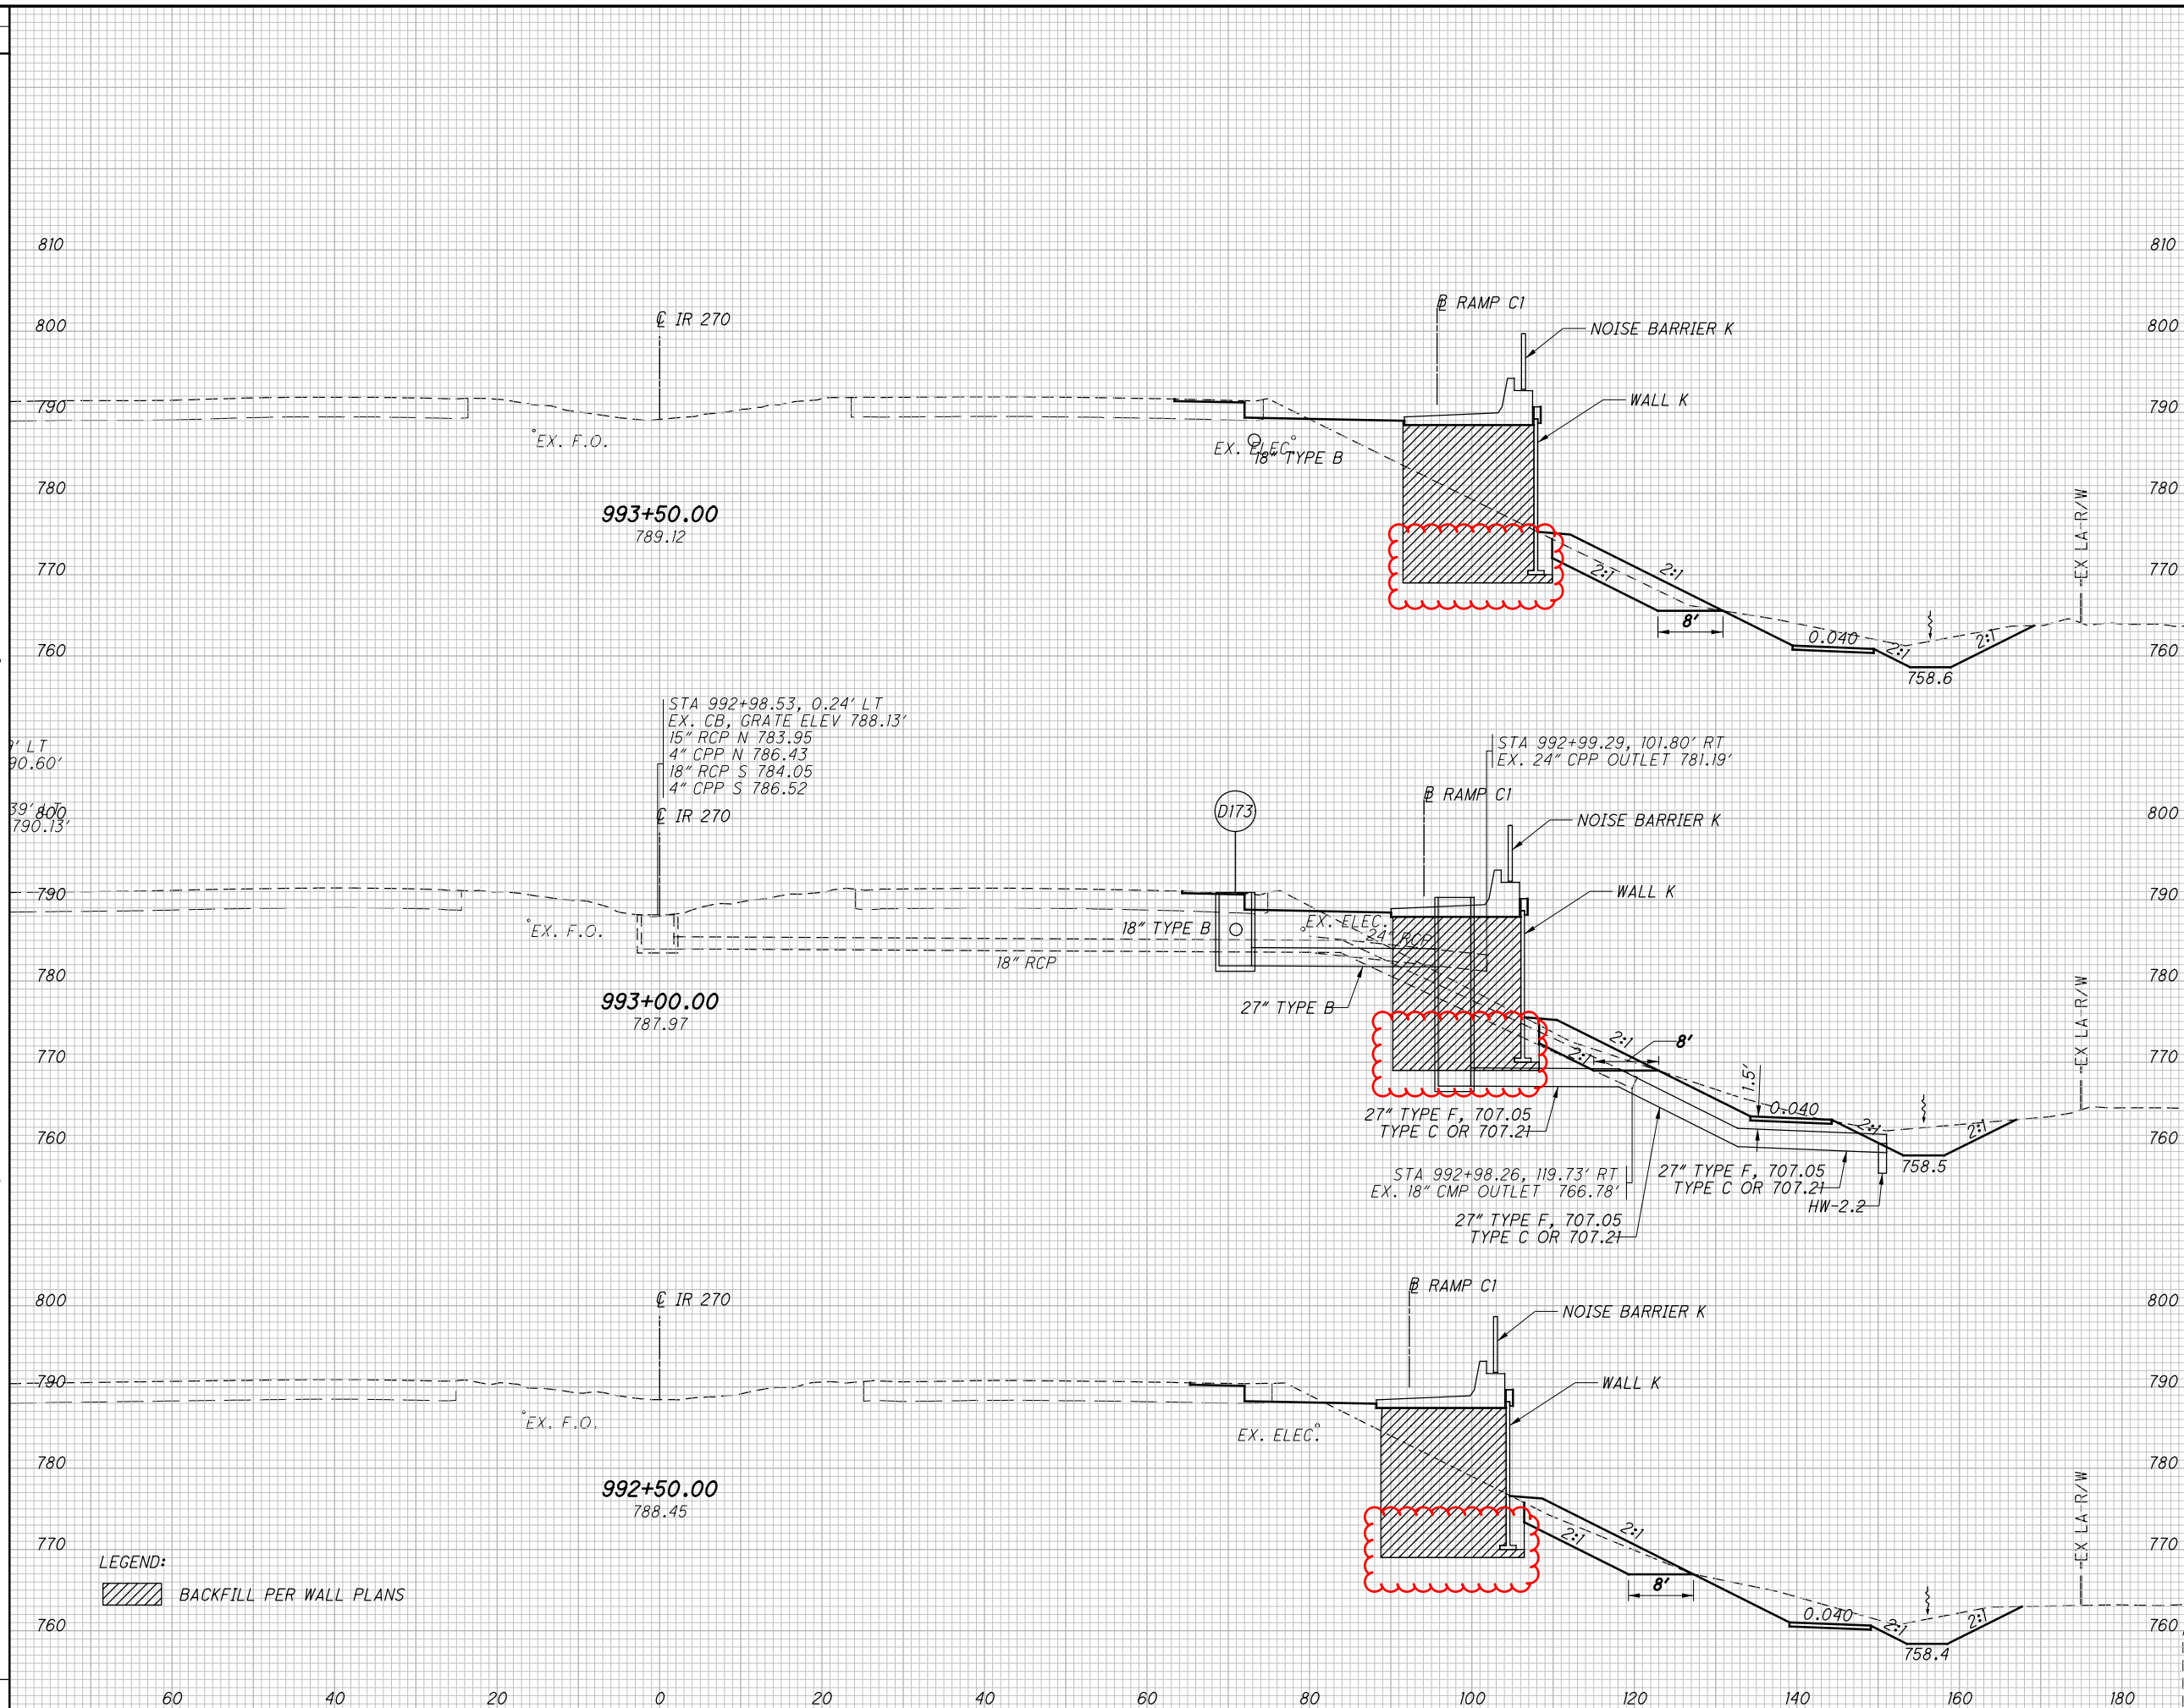 810
810
℄ RAMP C1
℄ IR 270
800
800
NOISE BARRIER K
790
790
WALL K
EX. F.O.
EX. ELEC.
18" TYPE B
780
780
993+50.00
789.12
EX LA-R/W
770
770
2:1
2:1
8'
0.040
2:1
2:1
760
760
758.6
STA 992+98.53, 0.24' LT
EX. CB, GRATE ELEV 788.13'
15" RCP N 783.95
4" CPP N 786.43
18" RCP S 784.05
4" CPP S 786.52
' LT
90.60'
39' LT
790.13'
STA 992+99.29, 101.80' RT
EX. 24" CPP OUTLET 781.19'
℄ RAMP C1
D173
℄ IR 270
800
800
NOISE BARRIER K
790
790
WALL K
EX. F.O.
18" TYPE B
EX. ELEC.
24" RCP
18" RCP
780
780
27" TYPE B
993+00.00
787.97
EX LA-R/W
770
770
2:1
2:1
8'
1.5'
0.040
2:1
2:1
27" TYPE F, 707.05
TYPE C OR 707.21
760
760
758.5
STA 992+98.26, 119.73' RT
EX. 18" CMP OUTLET 766.78'
27" TYPE F, 707.05
TYPE C OR 707.21
HW-2.2
27" TYPE F, 707.05
TYPE C OR 707.21
℄ RAMP C1
℄ IR 270
800
800
NOISE BARRIER K
790
790
WALL K
EX. F.O.
EX. ELEC.
780
780
992+50.00
788.45
EX LA-R/W
770
770
2:1
2:1
8'
0.040
2:1
2:1
LEGEND:
BACKFILL PER WALL PLANS
760
760
758.4
60 40 20 0 20 40 60 80 100 120 140 160 180